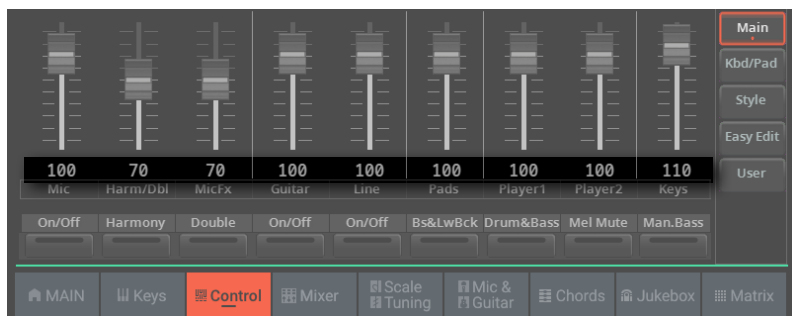 Main
Kbd/Pad
Style
Easy Edit
User
100 70 70 100 100 100 100 100 110
Mic Harm/Dbl MicFx Guitar Line Pads Player1 Player2 Keys
On/Off Harmony Double On/Off On/Off Bs&LwBck Drum&Bass Mel Mute Man.Bass
MAIN Keys Control Mixer Scale Tuning Mic & Guitar Chords Jukebox Matrix